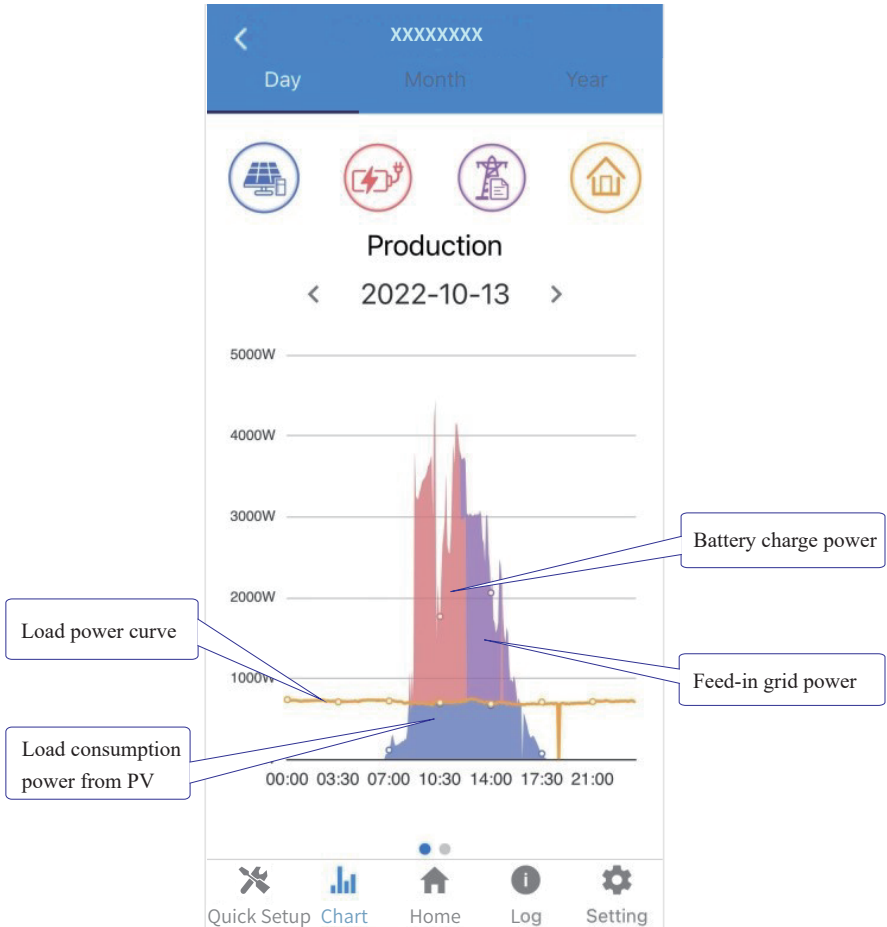 XXXXXXXX
Day Month Year
Production
2022-10-13
5000W
4000W
3000W
2000W
1000W
00:00 03:30 07:00 10:30 14:00 17:30 21:00
Battery charge power
Load power curve
Feed-in grid power
Load consumption
power from PV
Quick Setup Chart Home Log Setting